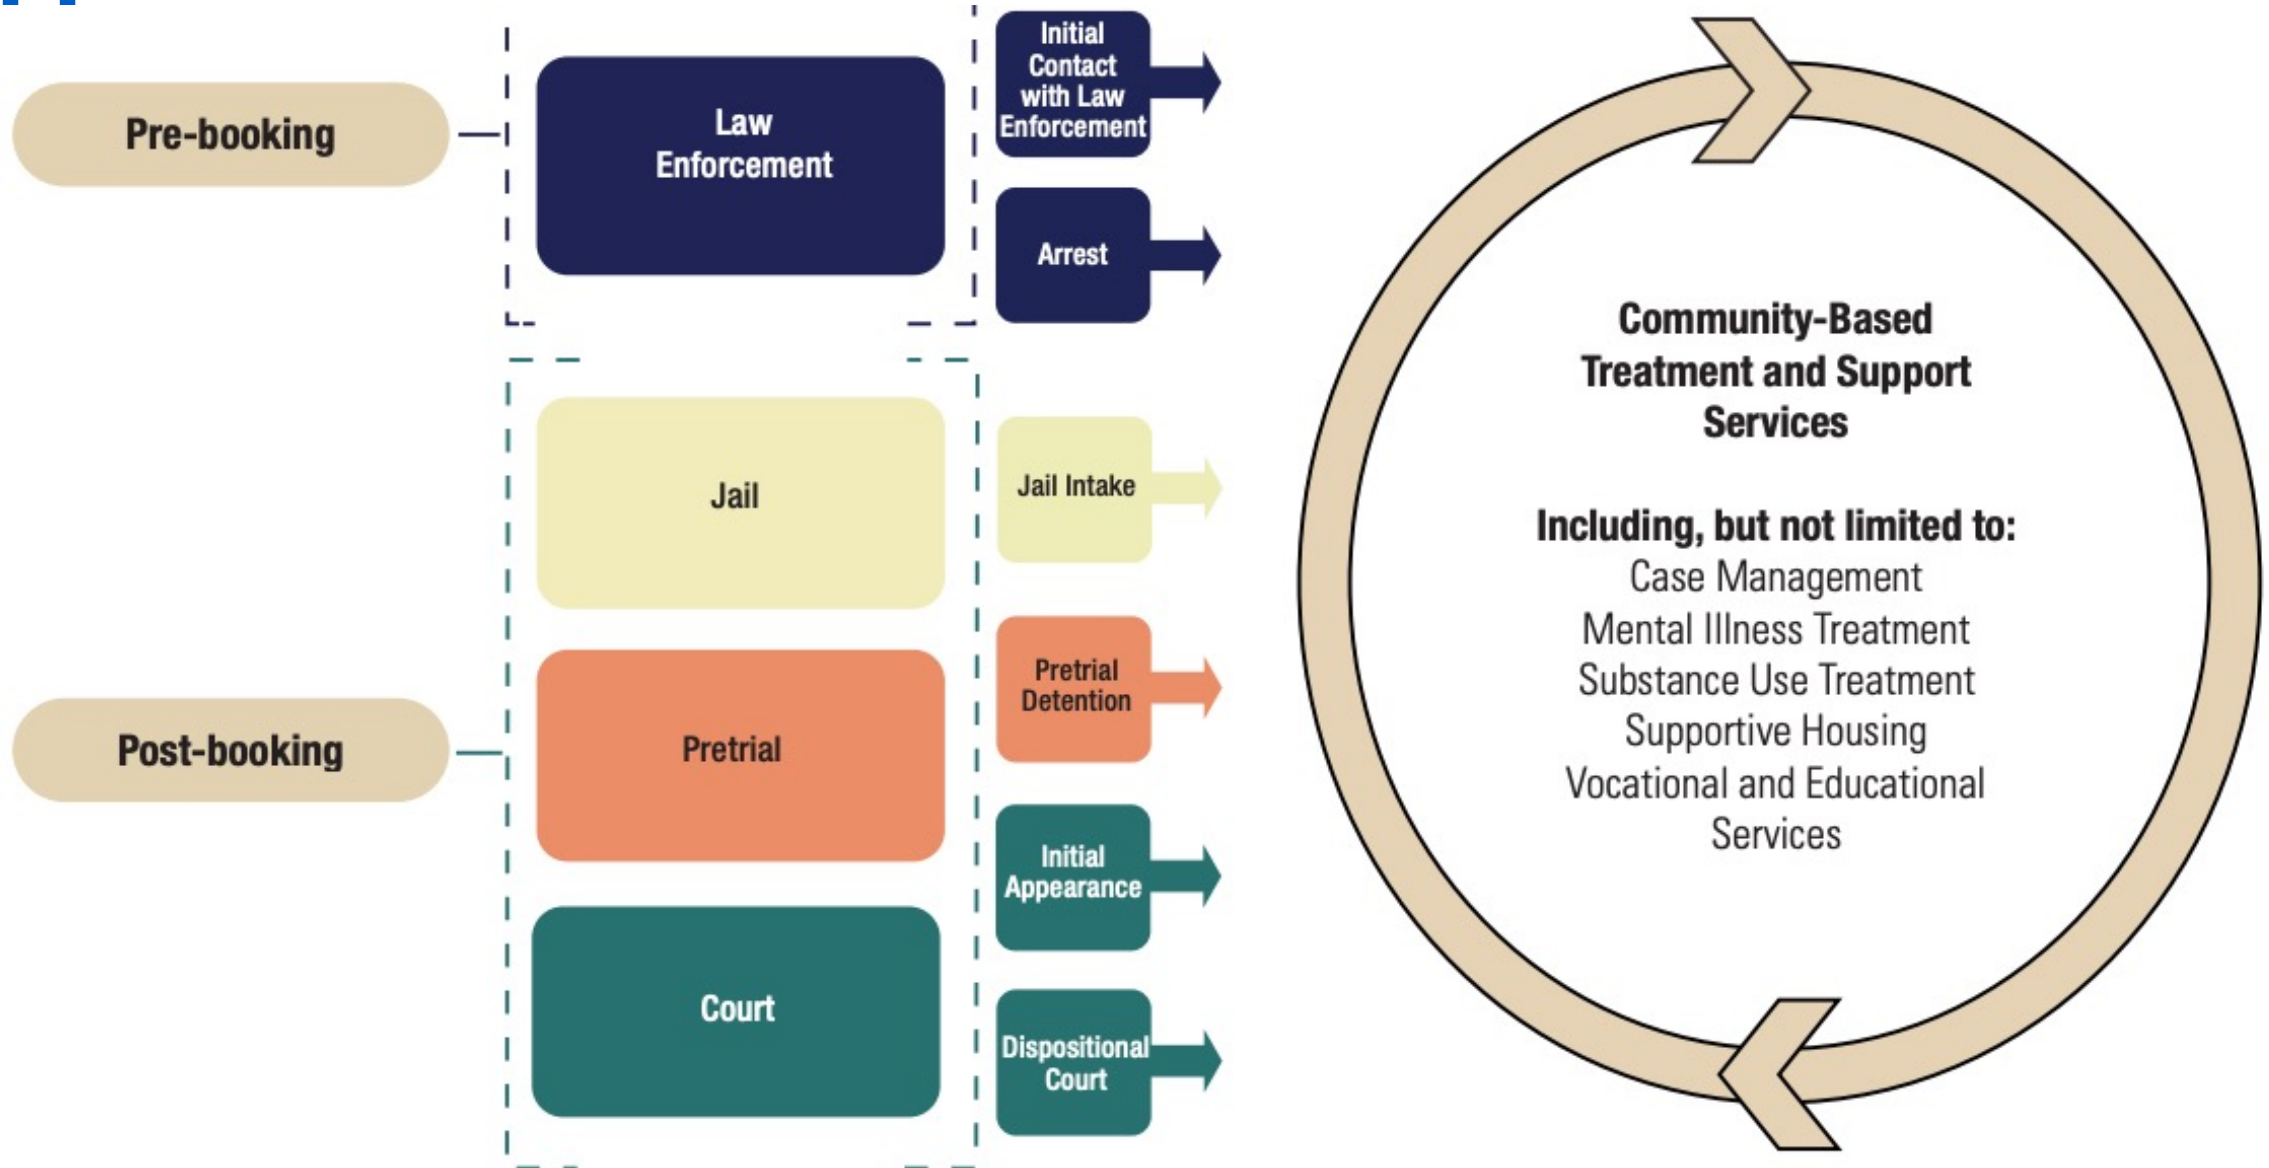 Pre-booking
Law
Enforcement
Initial
Contact
with Law
Enforcement
Arrest
Post-booking
Jail
Pretrial
Court
Jail Intake
Pretrial
Detention
Initial
Appearance
Dispositional
Court
Community-Based
Treatment and Support
Services
Including, but not limited to:
Case Management
Mental Illness Treatment
Substance Use Treatment
Supportive Housing
Vocational and Educational
Services